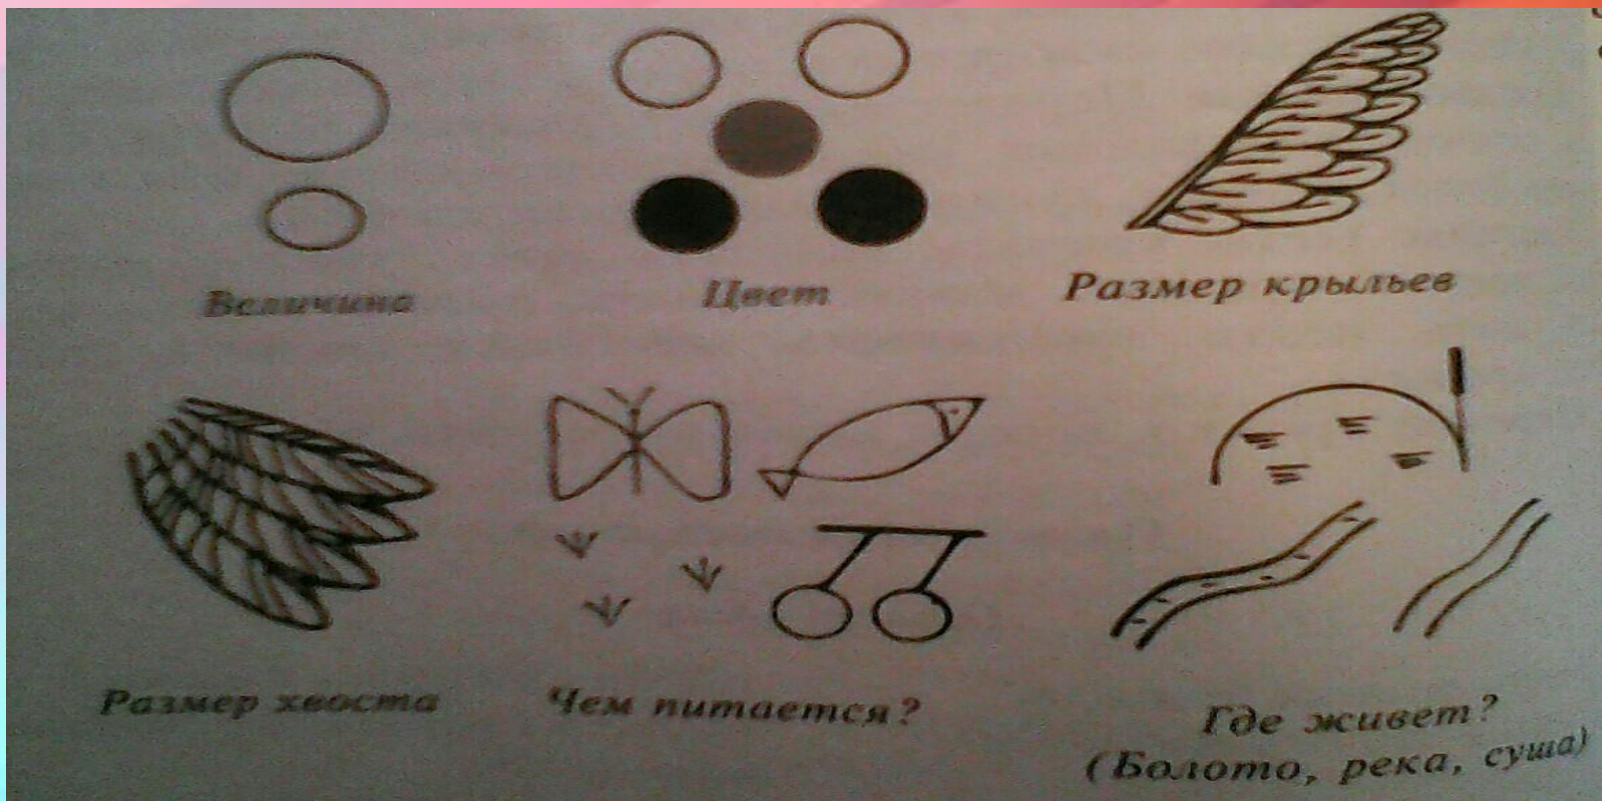 Величина
Цвет
Размер крыльев
Размер хвоста
Чем питается?
Где живет?
(Болото, река, суша)